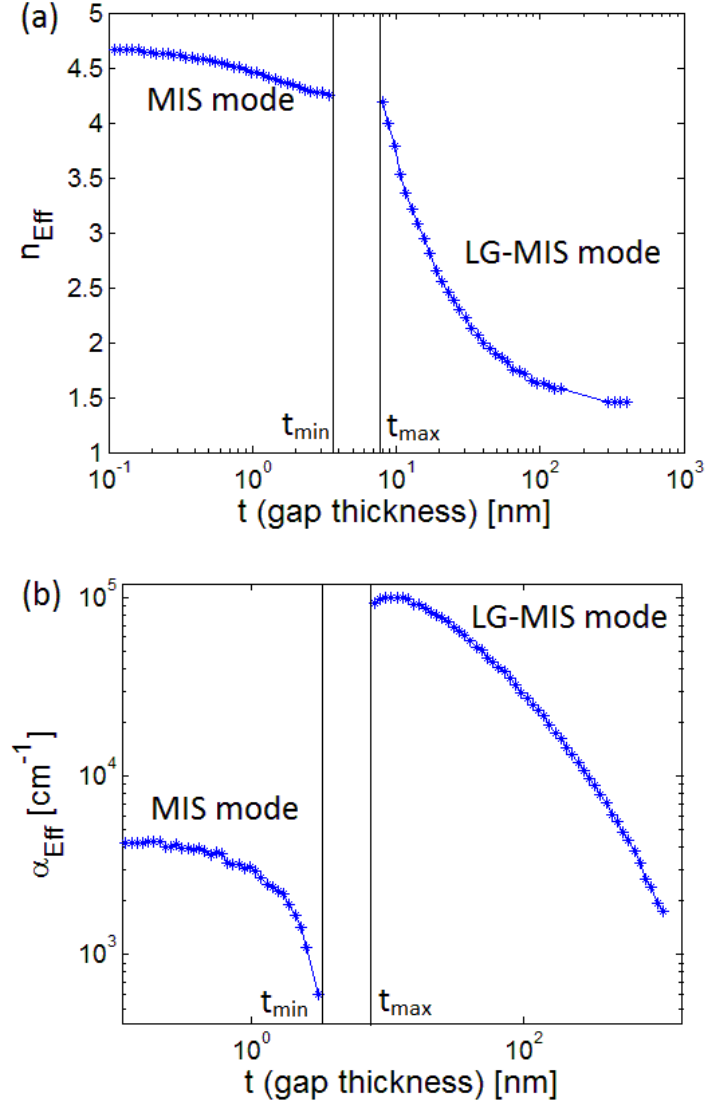 (a)
5
4.5
4
3.5
3
2.5
2
1.5
1
n_Eff
MIS mode
LG-MIS mode
t_min
t_max
10^-1
10^0
10^1
10^2
10^3
t (gap thickness) [nm]
(b)
10^5
10^4
10^3
α_Eff [cm^-1]
LG-MIS mode
MIS mode
t_min
t_max
10^0
10^2
t (gap thickness) [nm]